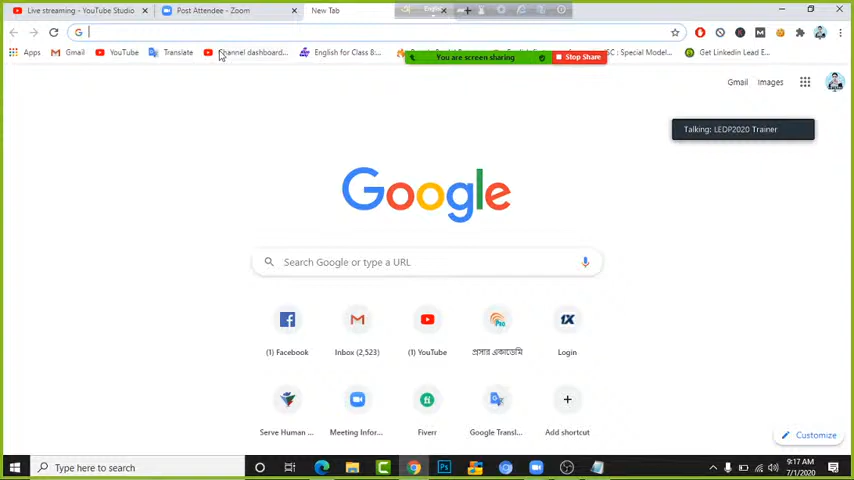 Live streaming - YouTube Studio
Post Attendee - Zoom
New Tab
Apps
Gmail
YouTube
Translate
Channel dashboard...
English for Class 8...
: Special Model...
Get Linkedin Lead E...
You are screen sharing
Stop Share
Gmail
Images
Talking: LEDP2020 Trainer
Google
Search Google or type a URL
(1) Facebook
Inbox (2,523)
(1) YouTube
প্রসার একাডেমি
Login
Serve Human ...
Meeting Infor...
Fiverr
Google Transl...
Add shortcut
Customize
Type here to search
9:17 AM
7/1/2020